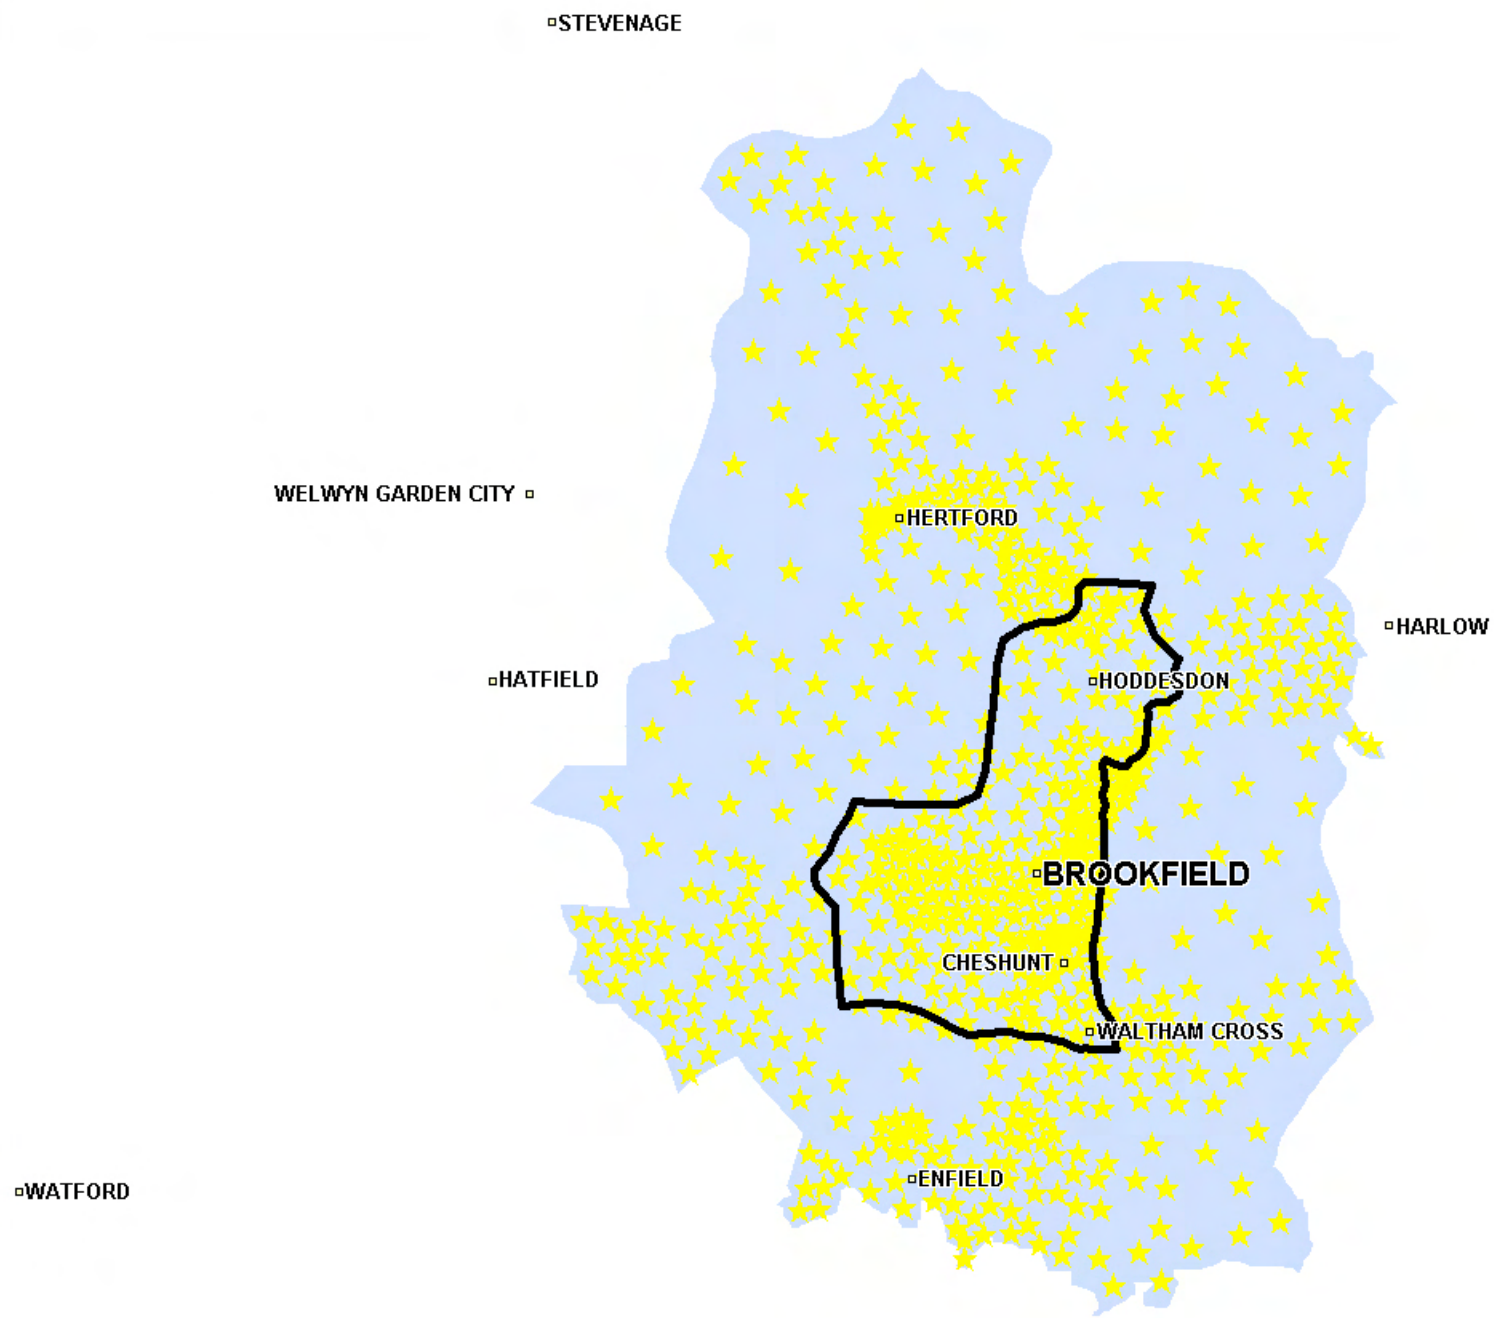 STEVENAGE
WELWYN GARDEN CITY
HERTFORD
HARLOW
HATFIELD
HODDESDON
BROOKFIELD
CHESHUNT
WALTHAM CROSS
ENFIELD
WATFORD